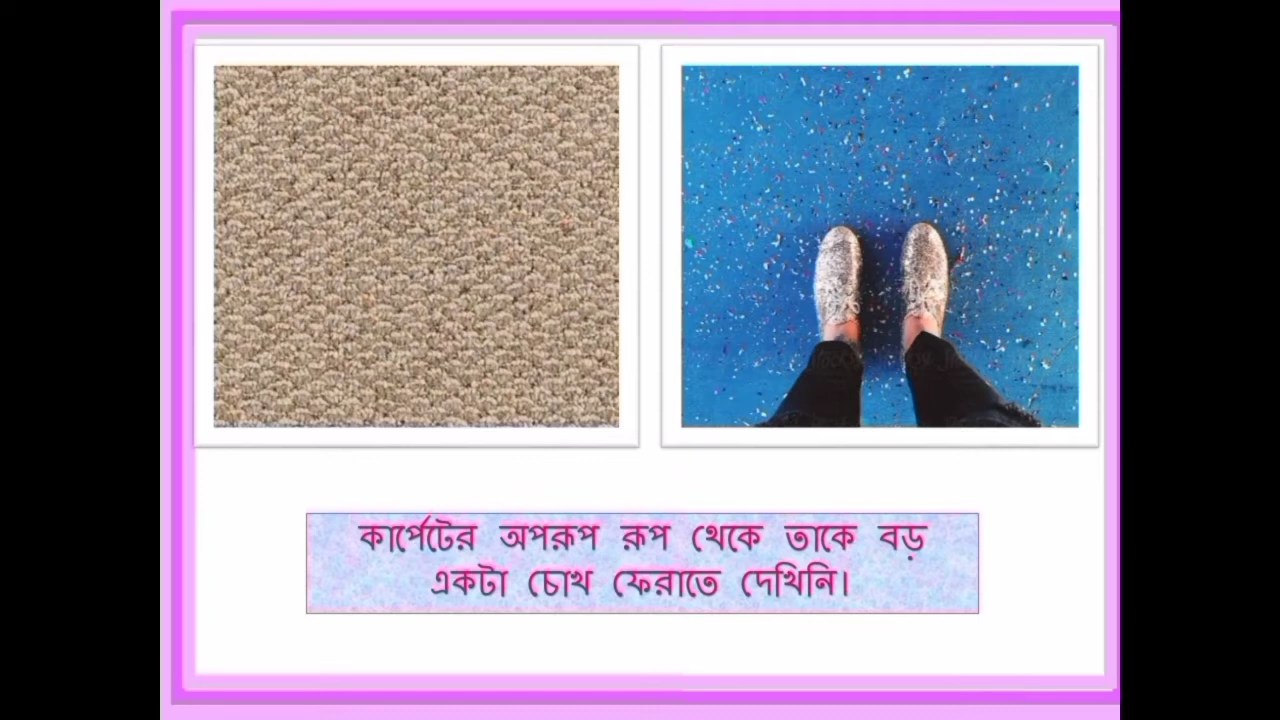 কার্পেটের অপরূপ রূপ থেকে তাকে বড়
একটা চোখ ফেরাতে দেখিনি।